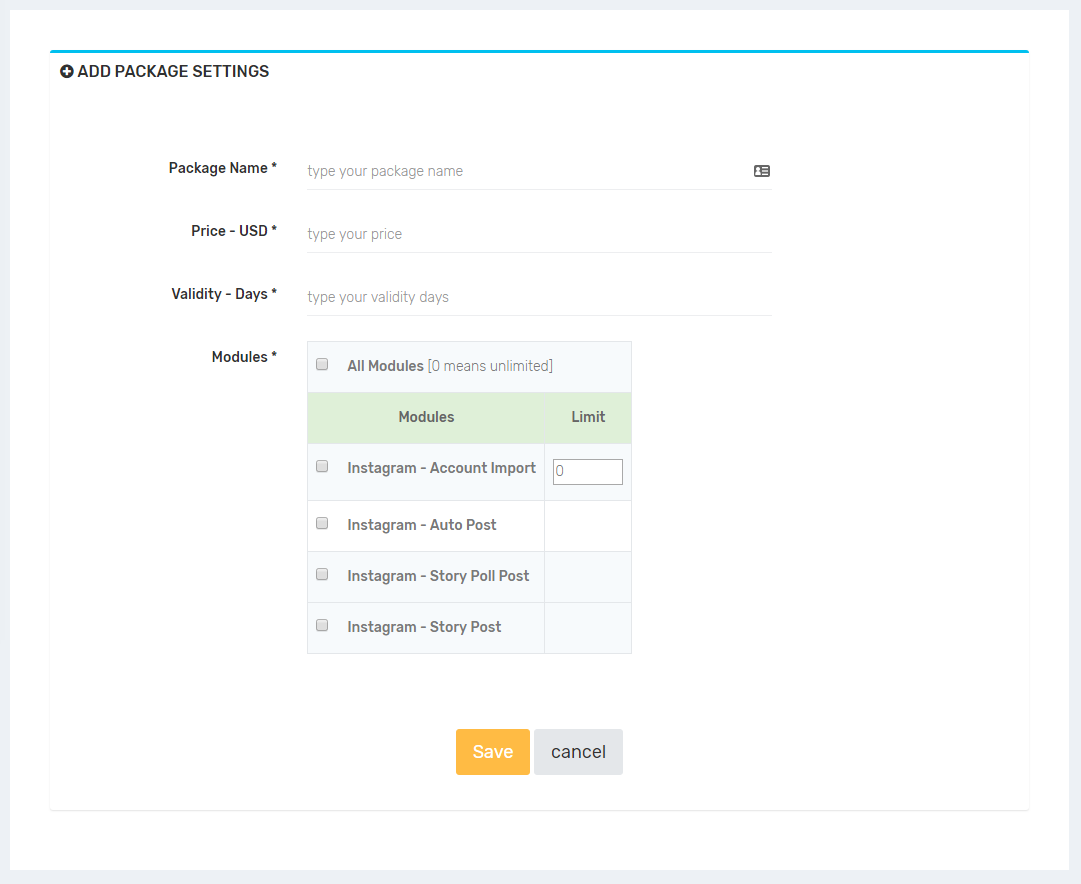 ADD PACKAGE SETTINGS
Package Name *
type your package name
Price - USD *
type your price
Validity - Days *
type your validity days
Modules *
All Modules [0 means unlimited]
Modules Limit
Instagram - Account Import 0
Instagram - Auto Post
Instagram - Story Poll Post
Instagram - Story Post
Save cancel